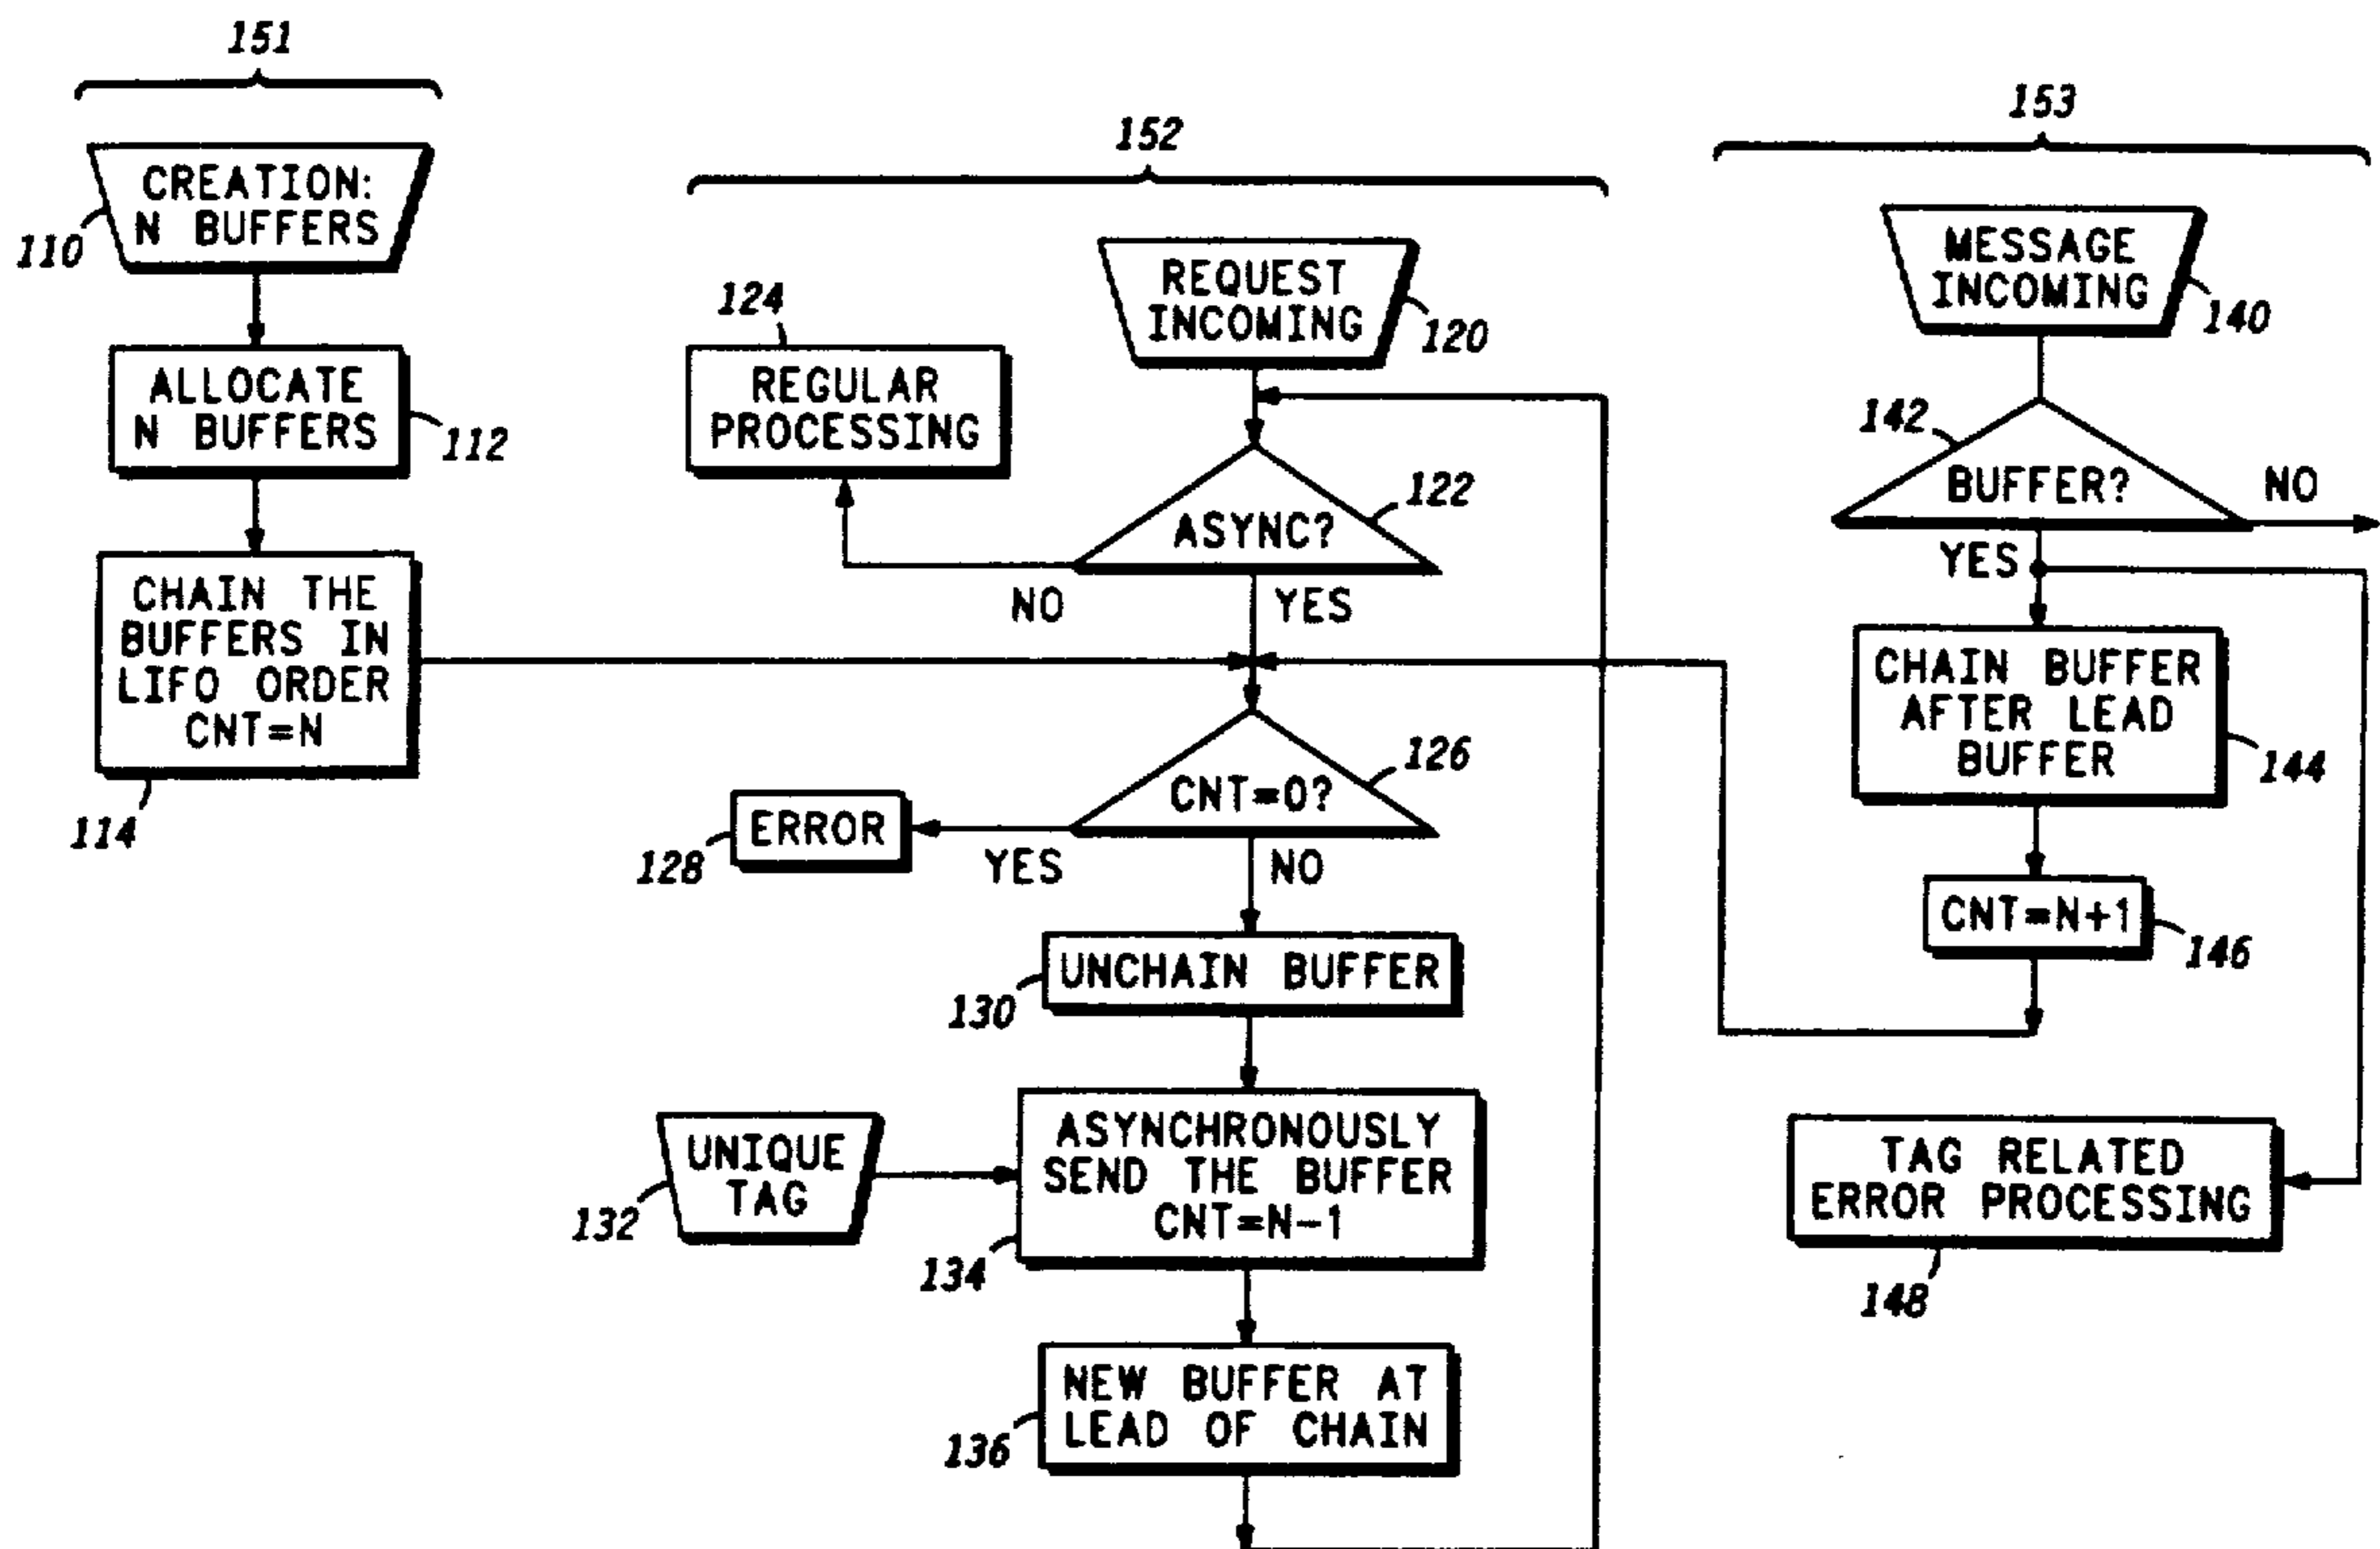 151
CREATION:
N BUFFERS
110
ALLOCATE
N BUFFERS
112
CHAIN THE
BUFFERS IN
LIFO ORDER
CNT=N
114
152
REQUEST
INCOMING
120
124
REGULAR
PROCESSING
ASYNC?
122
NO
YES
CNT=0?
126
ERROR
128
YES
NO
UNCHAIN BUFFER
130
UNIQUE
TAG
132
ASYNCHRONOUSLY
SEND THE BUFFER
CNT=N-1
134
NEW BUFFER AT
LEAD OF CHAIN
136
153
MESSAGE
INCOMING
140
142
BUFFER?
NO
YES
CHAIN BUFFER
AFTER LEAD
BUFFER
144
CNT=N+1
146
TAG RELATED
ERROR PROCESSING
148